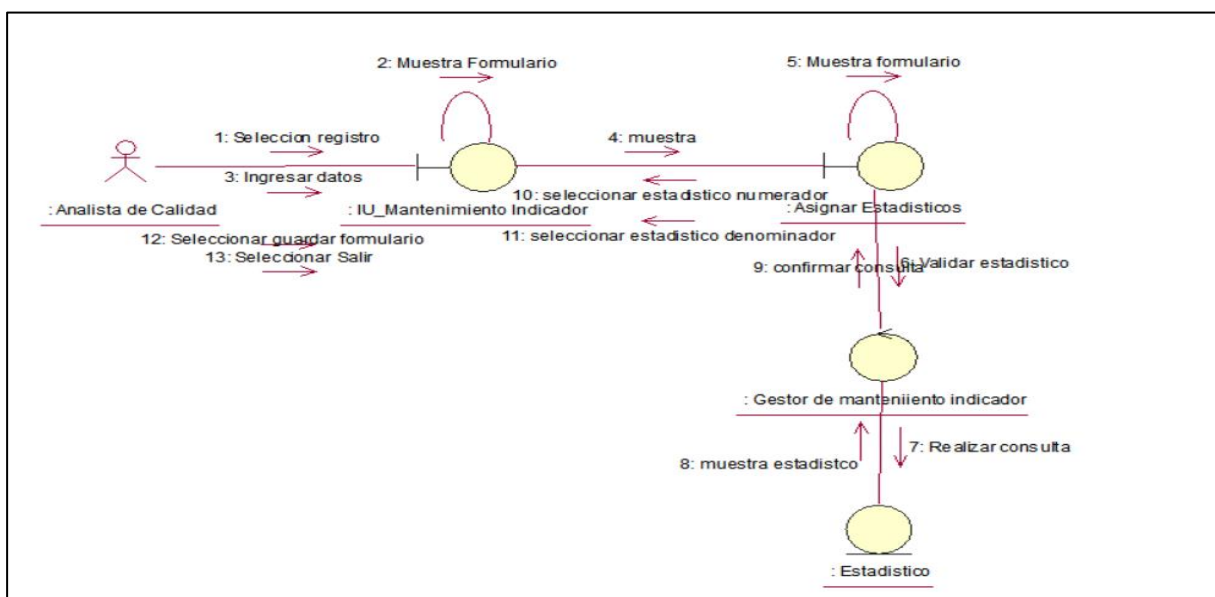 2: Muestra Formulario
5: Muestra formulario
1: Seleccion registro
4: muestra
3: Ingresar datos
10: seleccionar estadistico numerador
: Analista de Calidad
: IU_Mantenimiento Indicador
: Asignar Estadisticos
12: Seleccionar guardar formulario
11: seleccionar estadistico denominador
13: Seleccionar Salir
9: confirmar consulta
6: Validar estadistico
: Gestor de manteniiento indicador
7: Realizar consulta
8: muestra estadistco
: Estadistico